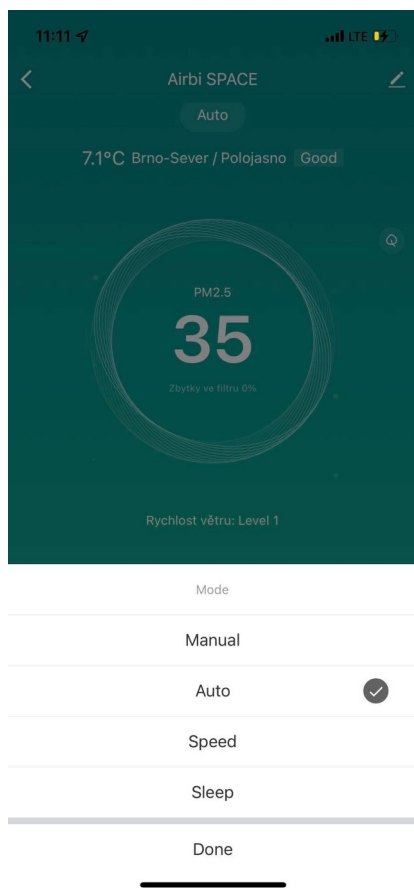 11:11 LTE
Airbi SPACE
Auto
7.1°C Brno-Sever / Polojasno Good
PM2.5
35
Zbytky ve filtru 0%
Rychlost větru: Level 1
Mode
Manual
Auto
Speed
Sleep
Done